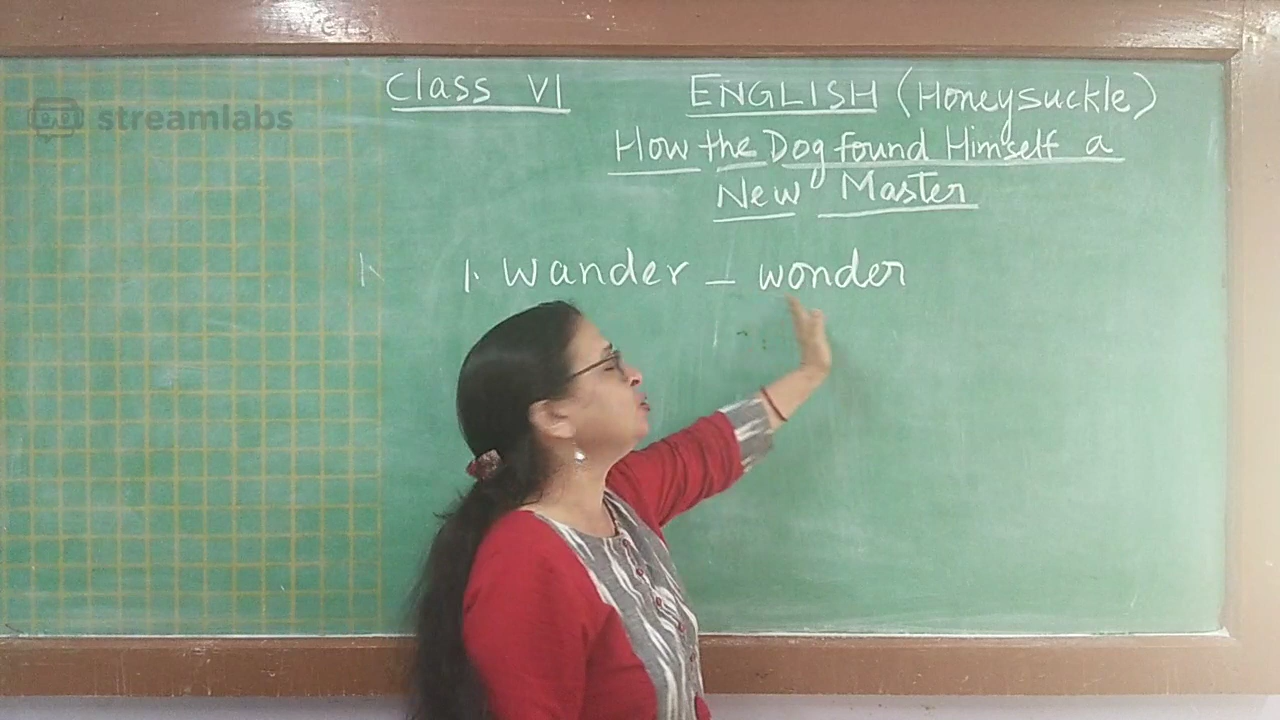 streamlabs
Class VI ENGLISH (Honeysuckle)
How the Dog found Himself a
New Master
1. wander - wonder